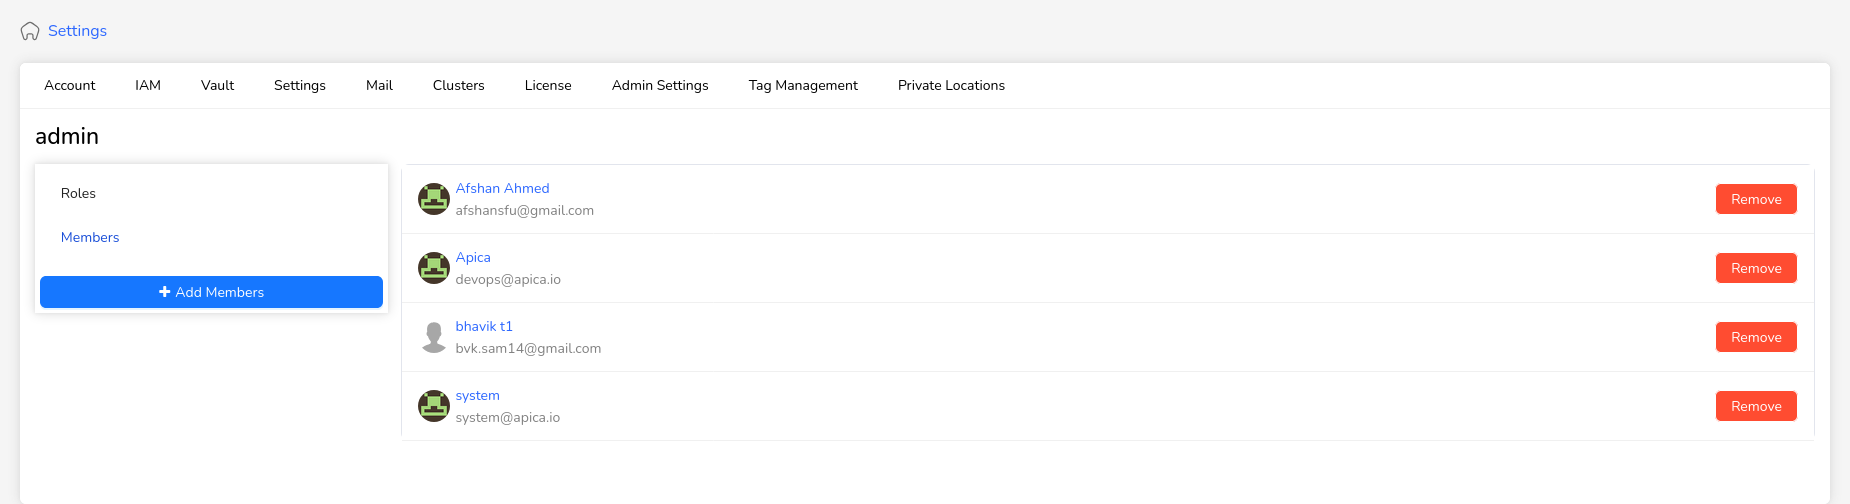 Settings
Account IAM Vault Settings Mail Clusters License Admin Settings Tag Management Private Locations
admin
Roles
Members
Add Members
Afshan Ahmed
afshansfu@gmail.com
Remove
Apica
devops@apica.io
Remove
bhavik t1
bvk.sam14@gmail.com
Remove
system
system@apica.io
Remove